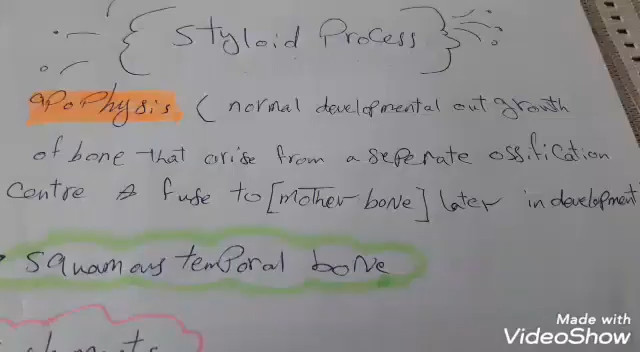 { Styloid Process }
apophysis ( normal developmental out growth
of bone that arise from a seperate ossification
centre & fuse to [mother bone] later in development
squamous temporal bone
Made with
VideoShow